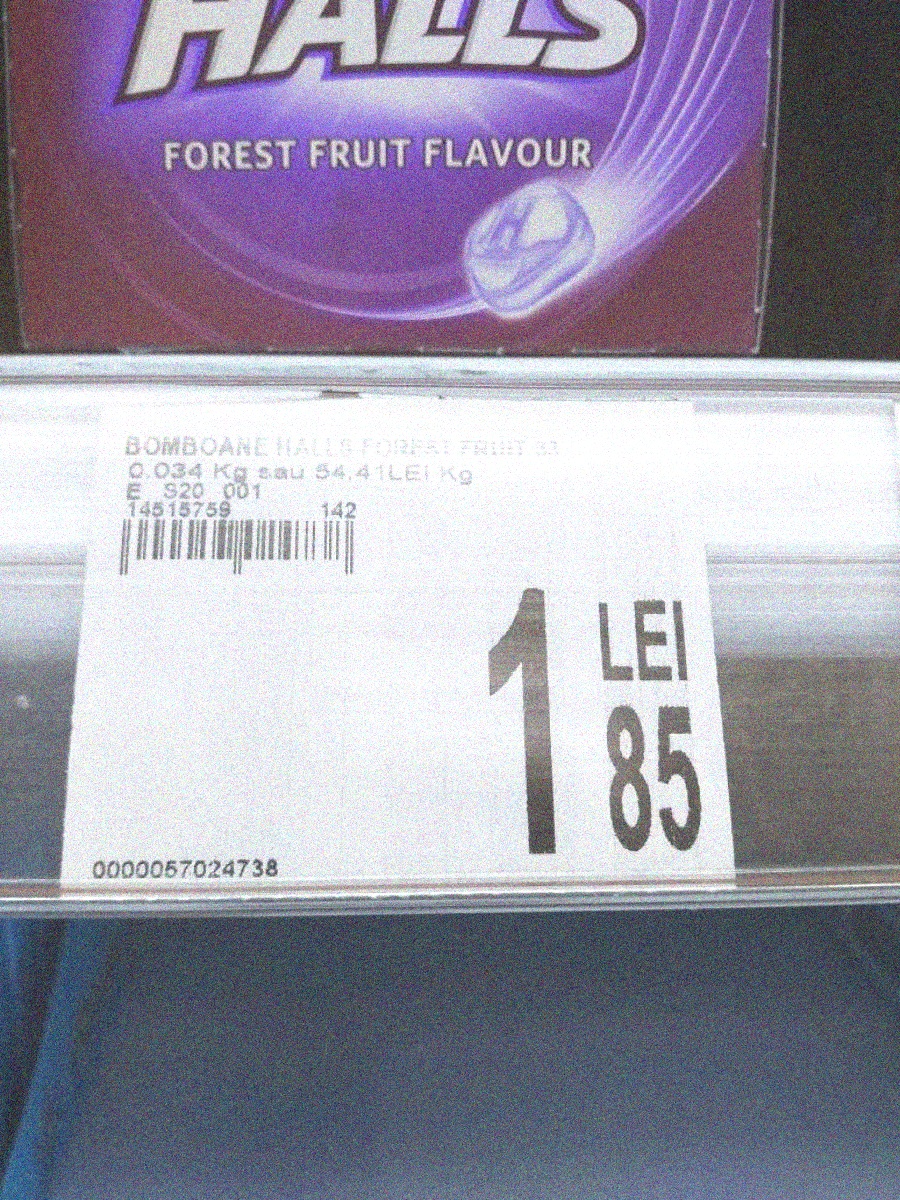 HALLS
FOREST FRUIT FLAVOUR
BOMBOANE HALLS FOREST FRUIT 33
0.034 Kg sau 54.41LEI Kg
E S20 001
14515759 142
1 LEI
85
0000057024738